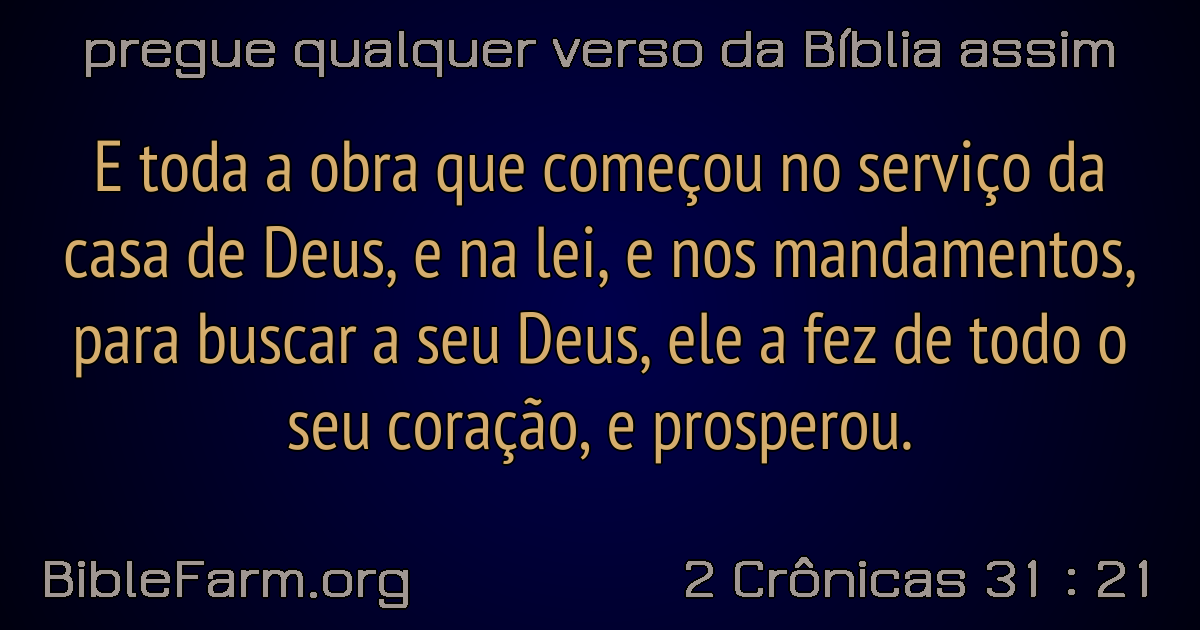 pregue qualquer verso da Bíblia assim
E toda a obra que começou no serviço da
casa de Deus, e na lei, e nos mandamentos,
para buscar a seu Deus, ele a fez de todo o
seu coração, e prosperou.
BibleFarm.org
2 Crônicas 31 : 21